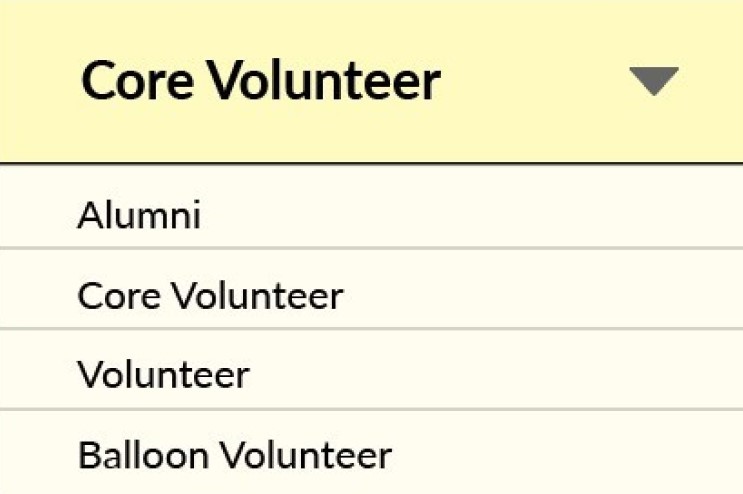 Core Volunteer
Alumni
Core Volunteer
Volunteer
Balloon Volunteer